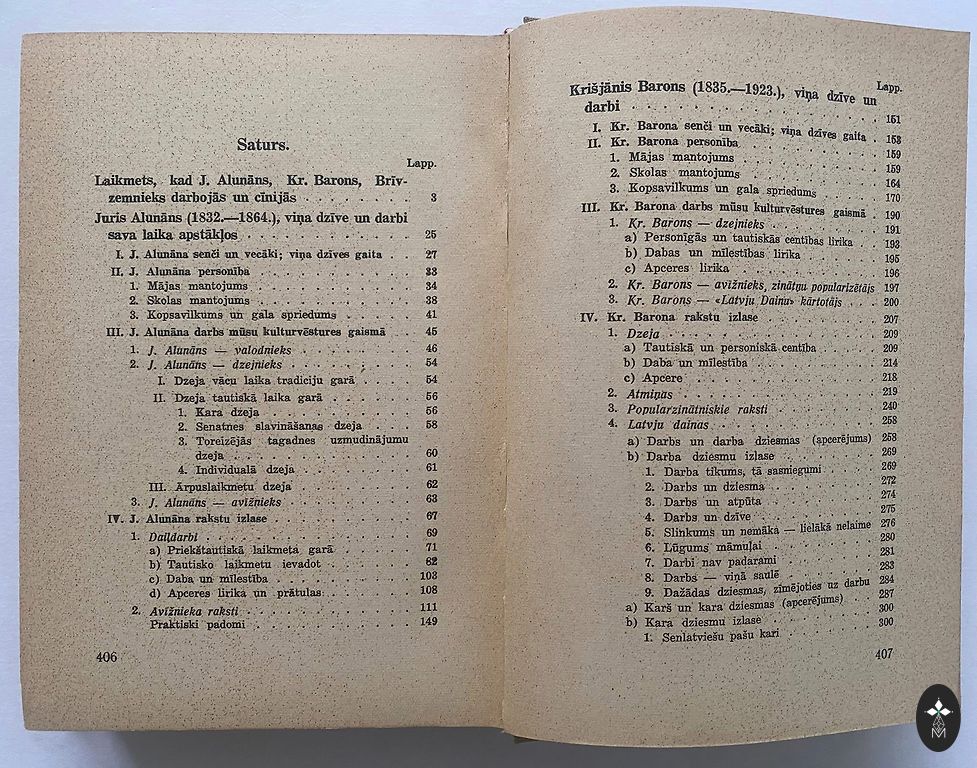 Saturs.
Lapp.
Laikmets, kad J. Alunāns, Kr. Barons, Brīv-
zemnieks darbojās un cīnijās . . . . . . . . . 3
Juris Alunāns (1832.—1864.), viņa dzīve un darbi
sava laika apstākļos . . . . . . . . . . . . 25
I. J. Alunāna senči un vecāki; viņa dzīves gaita . . 27
II. J. Alunāna personība . . . . . . . . . . . 33
1. Mājas mantojums . . . . . . . . . . . 34
2. Skolas mantojums . . . . . . . . . . . 38
3. Kopsavilkums un gala spriedums . . . . . . 41
III. J. Alunāna darbs mūsu kulturvēstures gaismā . . 45
1. J. Alunāns — valodnieks . . . . . . . . . 46
2. J. Alunāns — dzejnieks . . . . . . . . . 54
I. Dzeja vācu laika tradiciju garā . . . . . . 54
II. Dzeja tautiskā laika garā . . . . . . . . 56
1. Kara dzeja . . . . . . . . . . . . 56
2. Senatnes slavināšanas dzeja . . . . . . 58
3. Toreizējās tagadnes uzmudinājumu
dzeja . . . . . . . . . . . . . . 60
4. Individuālā dzeja . . . . . . . . . . 61
III. Ārpuslaikmetu dzeja . . . . . . . . . . 62
3. J. Alunāns — avīžnieks . . . . . . . . . 63
IV. J. Alunāna rakstu izlase . . . . . . . . . . 67
1. Daiļdarbi . . . . . . . . . . . . . . 69
a) Priekštautiskā laikmeta garā . . . . . . . 71
b) Tautisko laikmetu ievadot . . . . . . . . 82
c) Daba un mīlestība . . . . . . . . . . . 103
d) Apceres lirika un prātulas . . . . . . . . 108
2. Avīžnieka raksti . . . . . . . . . . . . 111
Praktiski padomi . . . . . . . . . . . . 149
406
Lapp.
Krišjānis Barons (1835.—1923.), viņa dzīve un
darbi . . . . . . . . . . . . . . . . . 151
I. Kr. Barona senči un vecāki; viņa dzīves gaita . 153
II. Kr. Barona personība . . . . . . . . . . . 159
1. Mājas mantojums . . . . . . . . . . . 159
2. Skolas mantojums . . . . . . . . . . . 164
3. Kopsavilkums un gala spriedums . . . . . . 170
III. Kr. Barona darbs mūsu kulturvēstures gaismā . 190
1. Kr. Barons — dzejnieks . . . . . . . . . 191
a) Personīgās un tautiskās centības lirika . . . 193
b) Dabas un mīlestības lirika . . . . . . . . 195
c) Apceres lirika . . . . . . . . . . . . 196
2. Kr. Barons — avīžnieks, zinātņu popularizētājs 197
3. Kr. Barons — «Latvju Dainu» kārtotājs . . . 200
IV. Kr. Barona rakstu izlase . . . . . . . . . . 207
1. Dzeja . . . . . . . . . . . . . . . . 209
a) Tautiskā un personiskā centība . . . . . . 209
b) Daba un mīlestība . . . . . . . . . . . 214
c) Apcere . . . . . . . . . . . . . . . 218
2. Atmiņas . . . . . . . . . . . . . . . 219
3. Popularzinātniskie raksti . . . . . . . . . 240
4. Latvju dainas . . . . . . . . . . . . . 258
a) Darbs un darba dziesmas (apcerējums) . . . 258
b) Darba dziesmu izlase . . . . . . . . . . 269
1. Darba tikums, tā sasniegumi . . . . . . 269
2. Darbs un dziesma . . . . . . . . . . 272
3. Darbs un atpūta . . . . . . . . . . 274
4. Darbs un dzīve . . . . . . . . . . . 275
5. Slinkums un nemāka — lielākā nelaime . 276
6. Lūgums māmuļai . . . . . . . . . . 280
7. Darbi nav padarami . . . . . . . . . 281
8. Darbs — viņā saulē . . . . . . . . . 283
9. Dažādas dziesmas, zīmējoties uz darbu . 284
a) Karš un kara dziesmas (apcerējums) . . . . 287
b) Kara dziesmu izlase . . . . . . . . . . 300
1. Senlatviešu pašu kari . . . . . . . . . 300
407